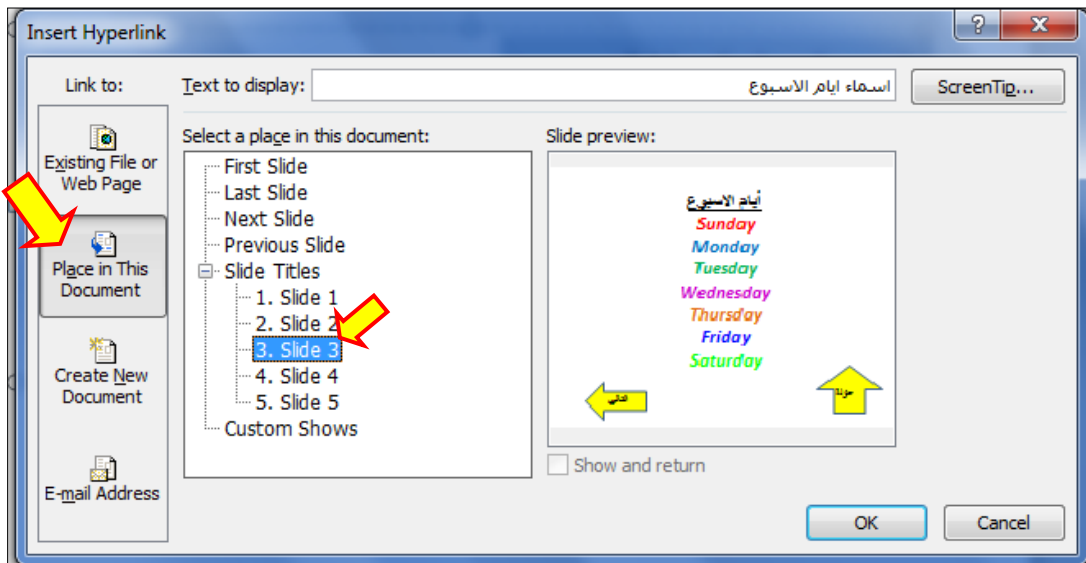 Insert Hyperlink
Link to:
Text to display:
اسماء ايام الاسبوع
ScreenTip...
Existing File or
Web Page
Place in This
Document
Create New
Document
E-mail Address
Select a place in this document:
First Slide
Last Slide
Next Slide
Previous Slide
Slide Titles
1. Slide 1
2. Slide 2
3. Slide 3
4. Slide 4
5. Slide 5
Custom Shows
Slide preview:
أيام الاسبوع
Sunday
Monday
Tuesday
Wednesday
Thursday
Friday
Saturday
التالي
Show and return
OK
Cancel